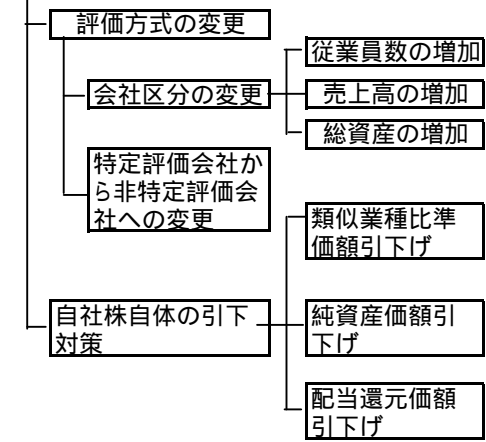 評価方式の変更
従業員数の増加
会社区分の変更
売上高の増加
総資産の増加
特定評価会社か
ら非特定評価会
社への変更
類似業種比準
価額引下げ
自社株自体の引下
対策
純資産価額引
下げ
配当還元価額
引下げ